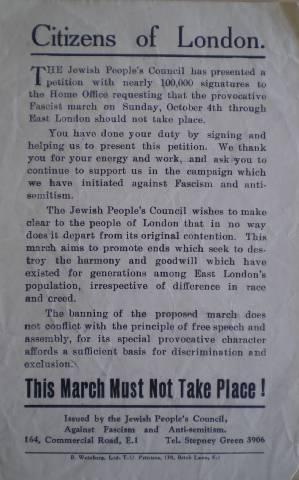 Citizens of London.
THE Jewish People's Council has presented a
petition with nearly 100,000 signatures to
the Home Office requesting that the provocative
Fascist march on Sunday, October 4th through
East London should not take place.
You have done your duty by signing and
helping us to present this petition. We thank
you for your energy and work, and ask you to
continue to support us in the campaign which
we have initiated against Fascism and anti-
semitism.
The Jewish People's Council wishes to make
clear to the people of London that in no way
does it depart from its original contention. This
march aims to promote ends which seek to des-
troy the harmony and goodwill which have
existed for generations among East London's
population, irrespective of difference in race
and creed.
The banning of the proposed march does
not conflict with the principle of free speech and
assembly, for its special provocative character
affords a sufficient basis for discrimination and
exclusion.
This March Must Not Take Place!
Issued by the Jewish People's Council,
Against Fascism and Anti-semitism.
164, Commercial Road, E.1 Tel. Stepney Green 3906
B. Weinberg, Ltd. T.U. Printers, 138, Brick Lane, E.1